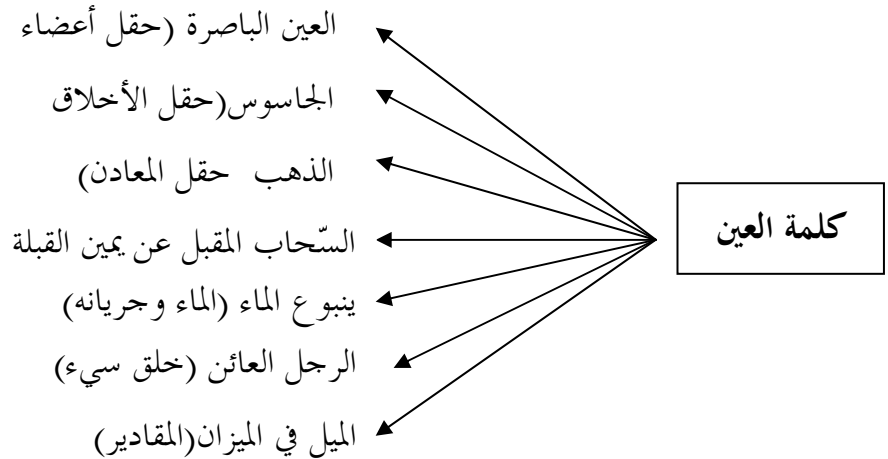 العين الباصرة (حقل أعضاء
الجاسوس(حقل الأخلاق
الذهب حقل المعادن)
كلمة العين
السّحاب المقبل عن يمين القبلة
ينبوع الماء (الماء وجريانه)
الرجل العائن (خلق سيء)
الميل في الميزان(المقادير)